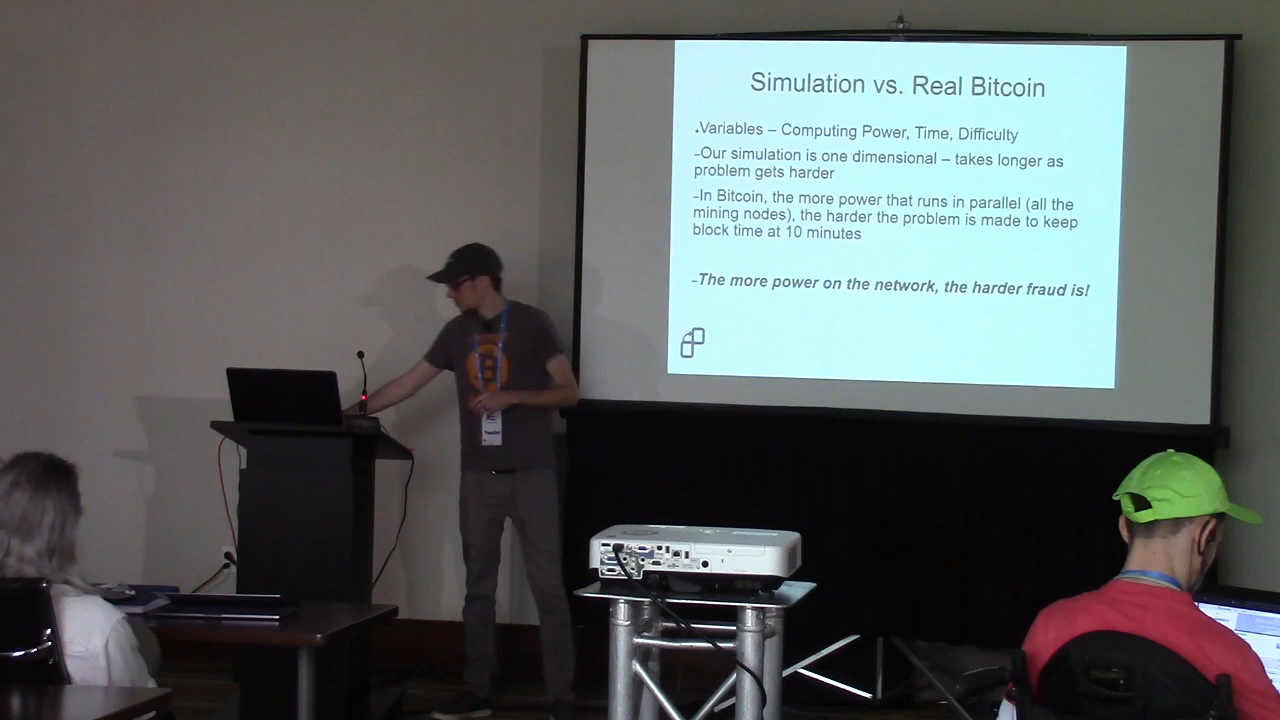 Simulation vs. Real Bitcoin
.Variables – Computing Power, Time, Difficulty
–Our simulation is one dimensional – takes longer as
problem gets harder
–In Bitcoin, the more power that runs in parallel (all the
mining nodes), the harder the problem is made to keep
block time at 10 minutes
–The more power on the network, the harder fraud is!